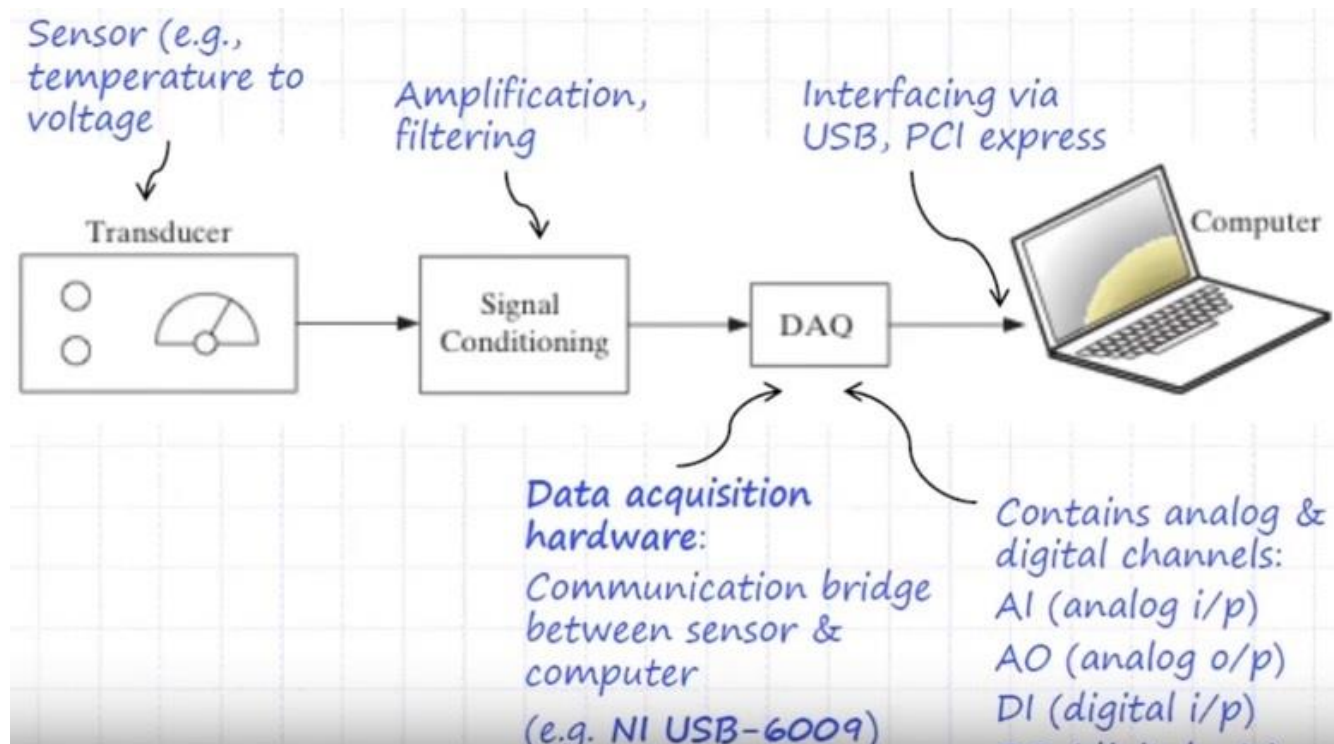 Sensor (e.g.,
temperature to
voltage
Amplification,
filtering
Interfacing via
USB, PCI express
Transducer
Signal
Conditioning
DAQ
Computer
Data acquisition
hardware:
Communication bridge
between sensor &
computer
(e.g. NI USB-6009)
Contains analog &
digital channels:
AI (analog i/p)
AO (analog o/p)
DI (digital i/p)